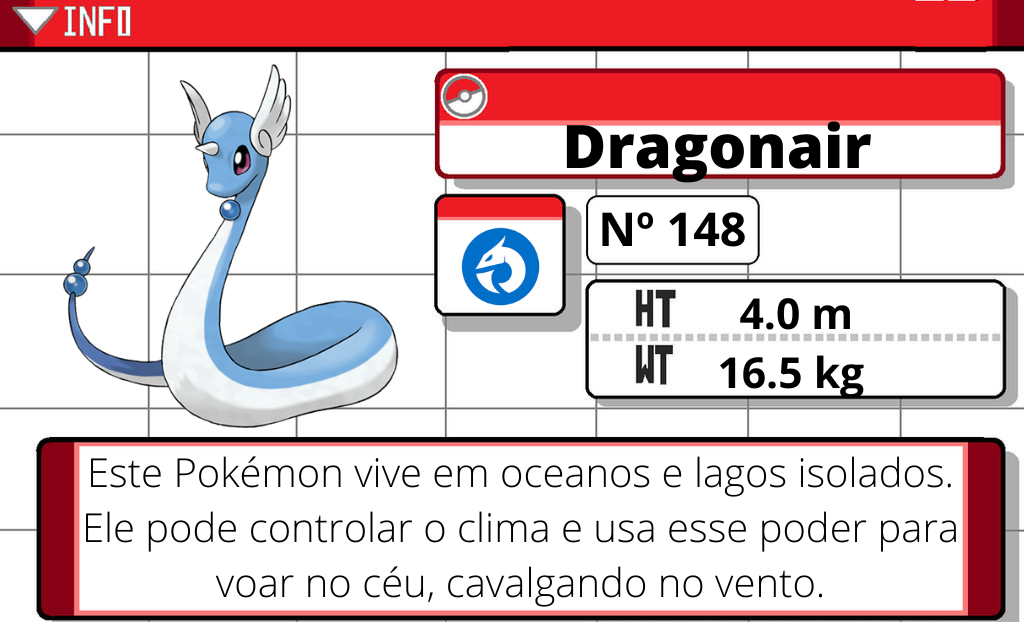 INFO
Dragonair
Nº 148
HT 4.0 m
WT 16.5 kg
Este Pokémon vive em oceanos e lagos isolados.
Ele pode controlar o clima e usa esse poder para
voar no céu, cavalgando no vento.